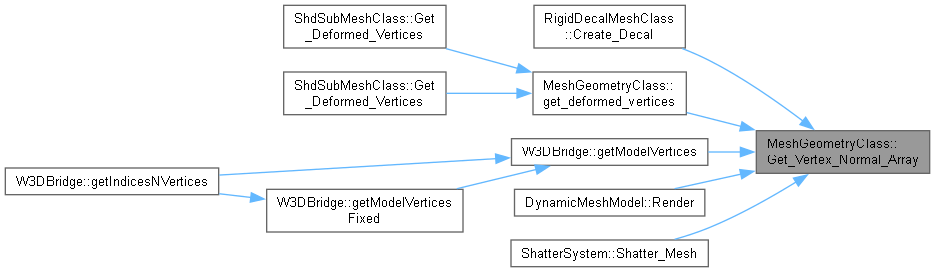 ShdSubMeshClass::Get
_Deformed_Vertices
RigidDecalMeshClass
::Create_Decal
ShdSubMeshClass::Get
_Deformed_Vertices
MeshGeometryClass::
get_deformed_vertices
MeshGeometryClass::
Get_Vertex_Normal_Array
W3DBridge::getModelVertices
W3DBridge::getIndicesNVertices
W3DBridge::getModelVertices
Fixed
DynamicMeshModel::Render
ShatterSystem::Shatter_Mesh